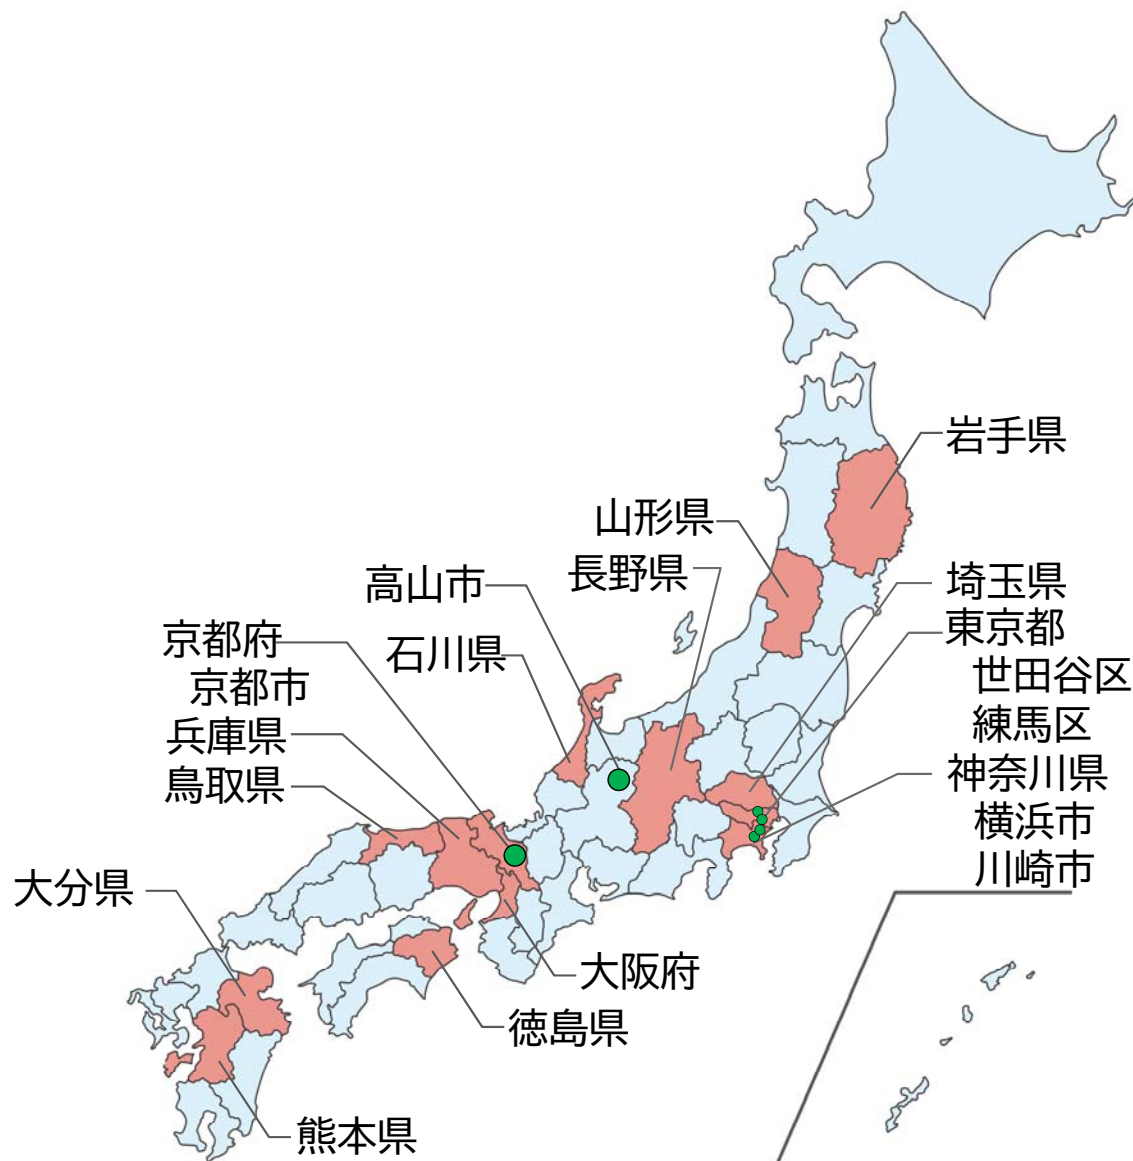 岩手県
山形県
長野県
高山市
埼玉県
京都府
石川県
東京都
京都市
世田谷区
兵庫県
練馬区
鳥取県
神奈川県
横浜市
大分県
川崎市
大阪府
徳島県
熊本県